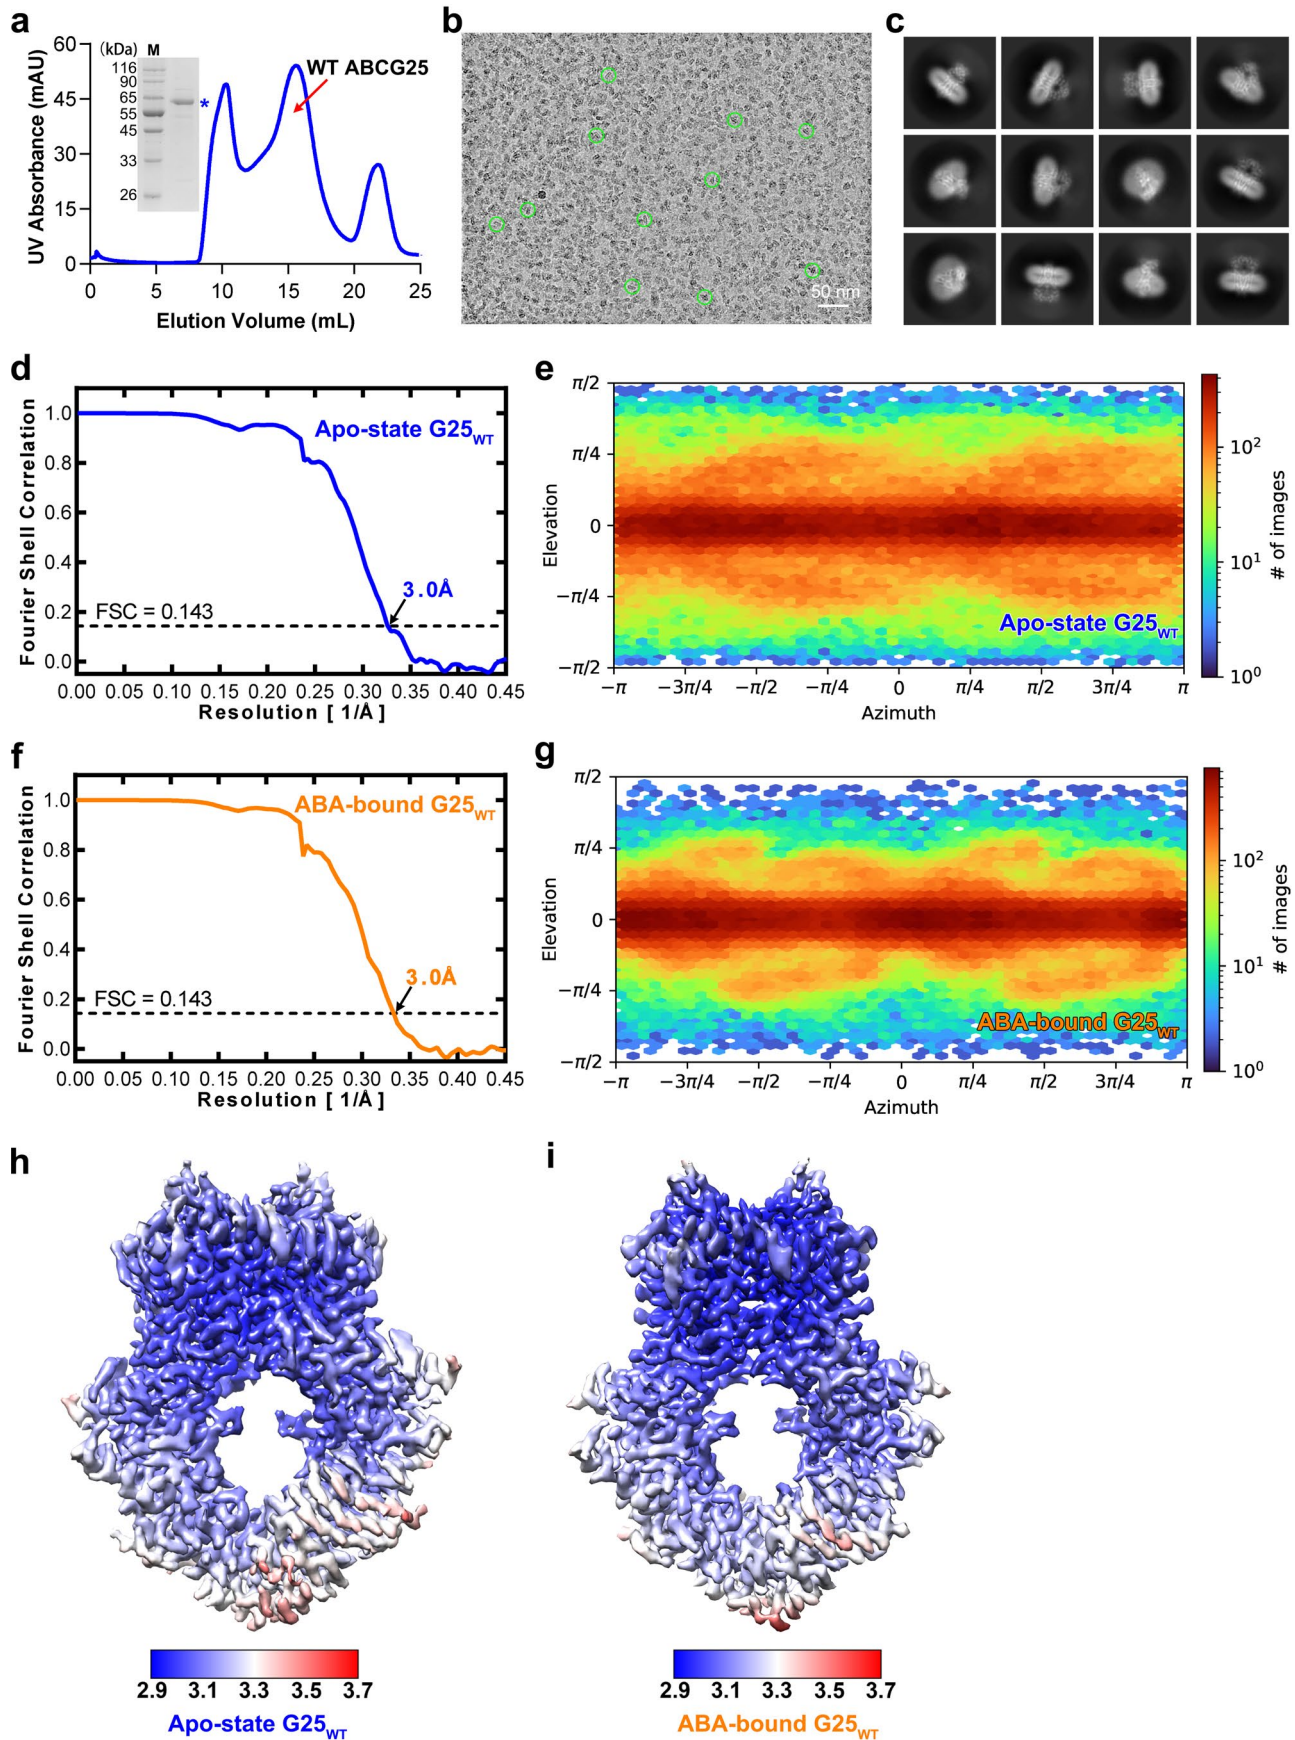 a
b
c
60
45
30
15
0
UV Absorbance (mAU)
(kDa) M
116
90
65
55
45
33
26
*
WT ABCG25
0 5 10 15 20 25
Elution Volume (mL)
50 nm
d
Fourier Shell Correlation
1.0
0.8
0.6
0.4
0.2
0.0
Apo-state G25WT
3.0Å
FSC = 0.143
0.00 0.05 0.10 0.15 0.20 0.25 0.30 0.35 0.40 0.45
Resolution [ 1/Å ]
e
Elevation
π/2
π/4
0
−π/4
−π/2
Apo-state G25WT
−π −3π/4 −π/2 −π/4 0 π/4 π/2 3π/4 π
Azimuth
10²
10¹
10⁰
# of images
f
Fourier Shell Correlation
1.0
0.8
0.6
0.4
0.2
0.0
ABA-bound G25WT
3.0Å
FSC = 0.143
0.00 0.05 0.10 0.15 0.20 0.25 0.30 0.35 0.40 0.45
Resolution [ 1/Å ]
g
Elevation
π/2
π/4
0
−π/4
−π/2
ABA-bound G25WT
−π −3π/4 −π/2 −π/4 0 π/4 π/2 3π/4 π
Azimuth
10²
10¹
10⁰
# of images
h
2.9 3.1 3.3 3.5 3.7
Apo-state G25WT
i
2.9 3.1 3.3 3.5 3.7
ABA-bound G25WT